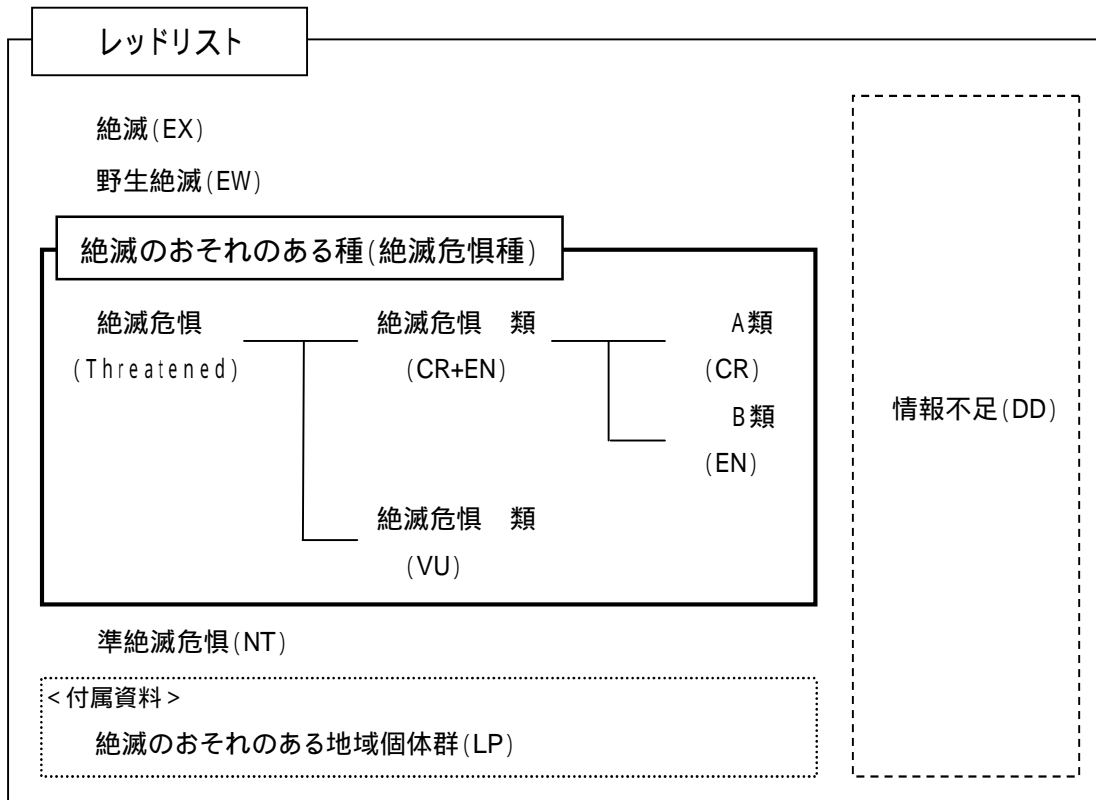 レッドリスト
絶滅(EX)
野生絶滅(EW)
絶滅のおそれのある種(絶滅危惧種)
絶滅危惧 絶滅危惧　類 A類
(Threatened) (CR+EN) (CR)
B類
(EN)
絶滅危惧　類
(VU)
情報不足(DD)
準絶滅危惧(NT)
<付属資料>
絶滅のおそれのある地域個体群(LP)